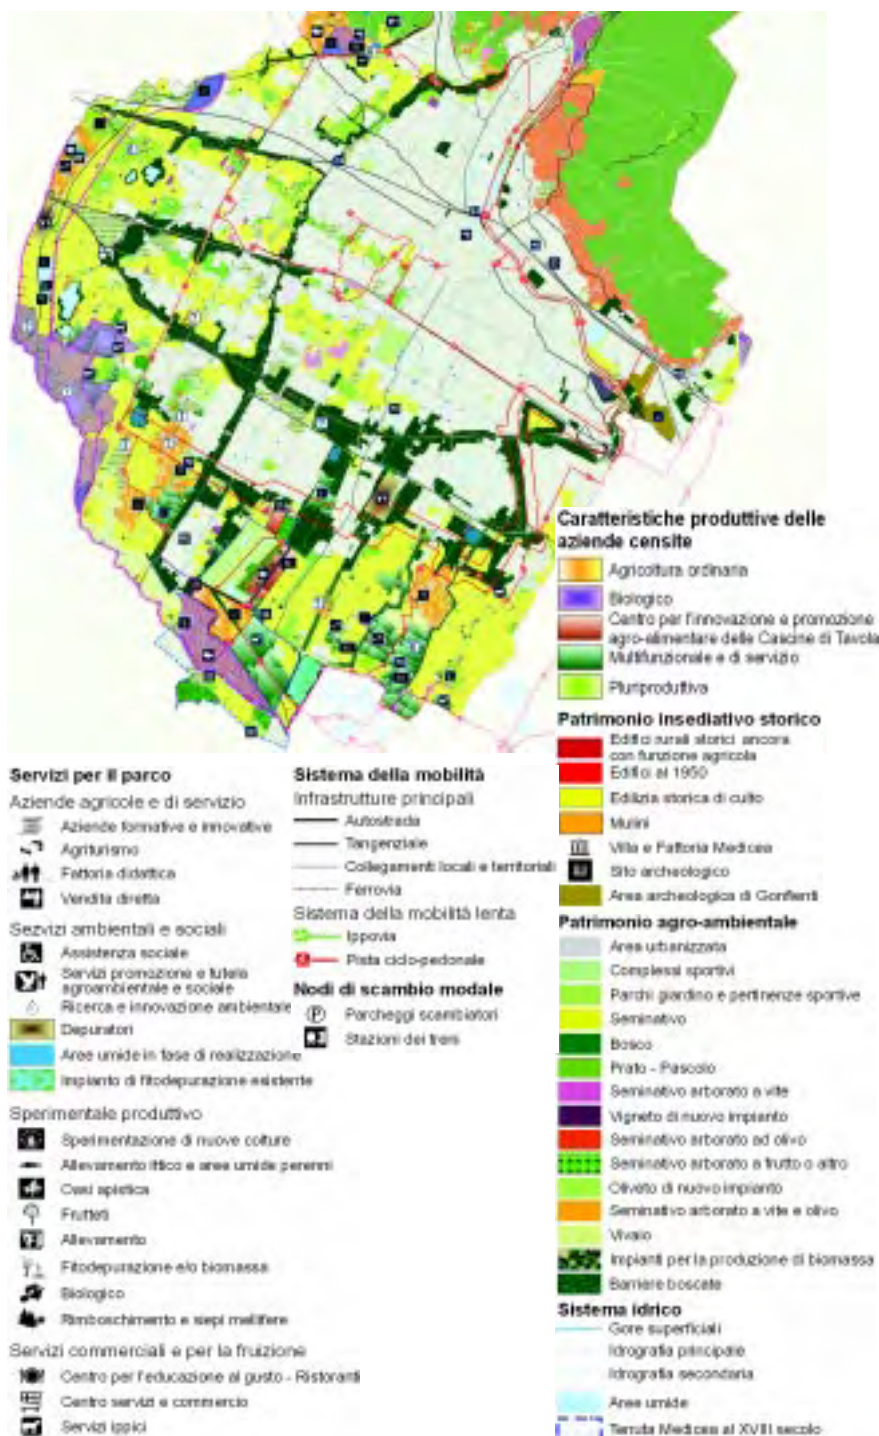 Caratteristiche produttive delle
aziende censite
Agricoltura ordinaria
Biologico
Centro per l'innovazione e promozione
agro-alimentare delle Cascine di Tavola
Multifunzionale e di servizio
Pluriproduttiva
Patrimonio insediativo storico
Edifici rurali storici ancora
con funzione agricola
Edifici al 1950
Edilizia storica di culto
Mulini
Villa e Fattoria Medicea
Sito archeologico
Area archeologica di Gonfienti
Patrimonio agro-ambientale
Area urbanizzata
Complessi sportivi
Parchi giardino e pertinenze sportive
Seminativo
Bosco
Prato - Pascolo
Seminativo arborato a vite
Vigneto di nuovo impianto
Seminativo arborato ad olivo
Seminativo arborato a frutto o altro
Oliveto di nuovo impianto
Seminativo arborato a vite e olivo
Vivaio
Impianti per la produzione di biomassa
Barriere boscate
Sistema idrico
Gore superficiali
Idrografia principale
Idrografia secondaria
Aree umide
Tenuta Medicea al XVIII secolo
Servizi per il parco
Aziende agricole e di servizio
Aziende formative e innovative
Agriturismo
Fattoria didattica
Vendita diretta
Sezvizi ambientali e sociali
Assistenza sociale
Servizi promozione e tutela
agroambientale e sociale
Ricerca e innovazione ambientale
Depuratori
Aree umide in fase di realizzazione
Impianto di fitodepurazione esistente
Sperimentale produttivo
Sperimentazione di nuove colture
Allevamento ittico e aree umide perenni
Oasi apistica
Frutteti
Allevamento
Fitodepurazione e/o biomassa
Biologico
Rimboschimento e siepi mellifere
Servizi commerciali e per la fruizione
Centro per l'educazione al gusto - Ristoranti
Centro servizi e commercio
Servizi ippici
Sistema della mobilità
Infrastrutture principali
Autostrada
Tangenziale
Collegamenti locali e territoriali
Ferrovia
Sistema della mobilità lenta
Ippovia
Pista ciclo-pedonale
Nodi di scambio modale
P Parcheggi scambiatori
Stazioni dei treni